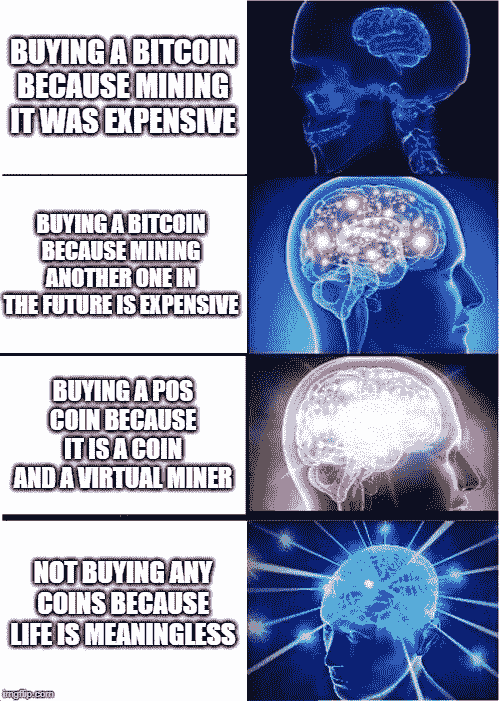 BUYING A BITCOIN
BECAUSE MINING
IT WAS EXPENSIVE
BUYING A BITCOIN
BECAUSE MINING
ANOTHER ONE IN
THE FUTURE IS EXPENSIVE
BUYING A POS
COIN BECAUSE
IT IS A COIN
AND A VIRTUAL MINER
NOT BUYING ANY
COINS BECAUSE
LIFE IS MEANINGLESS
imgflip.com